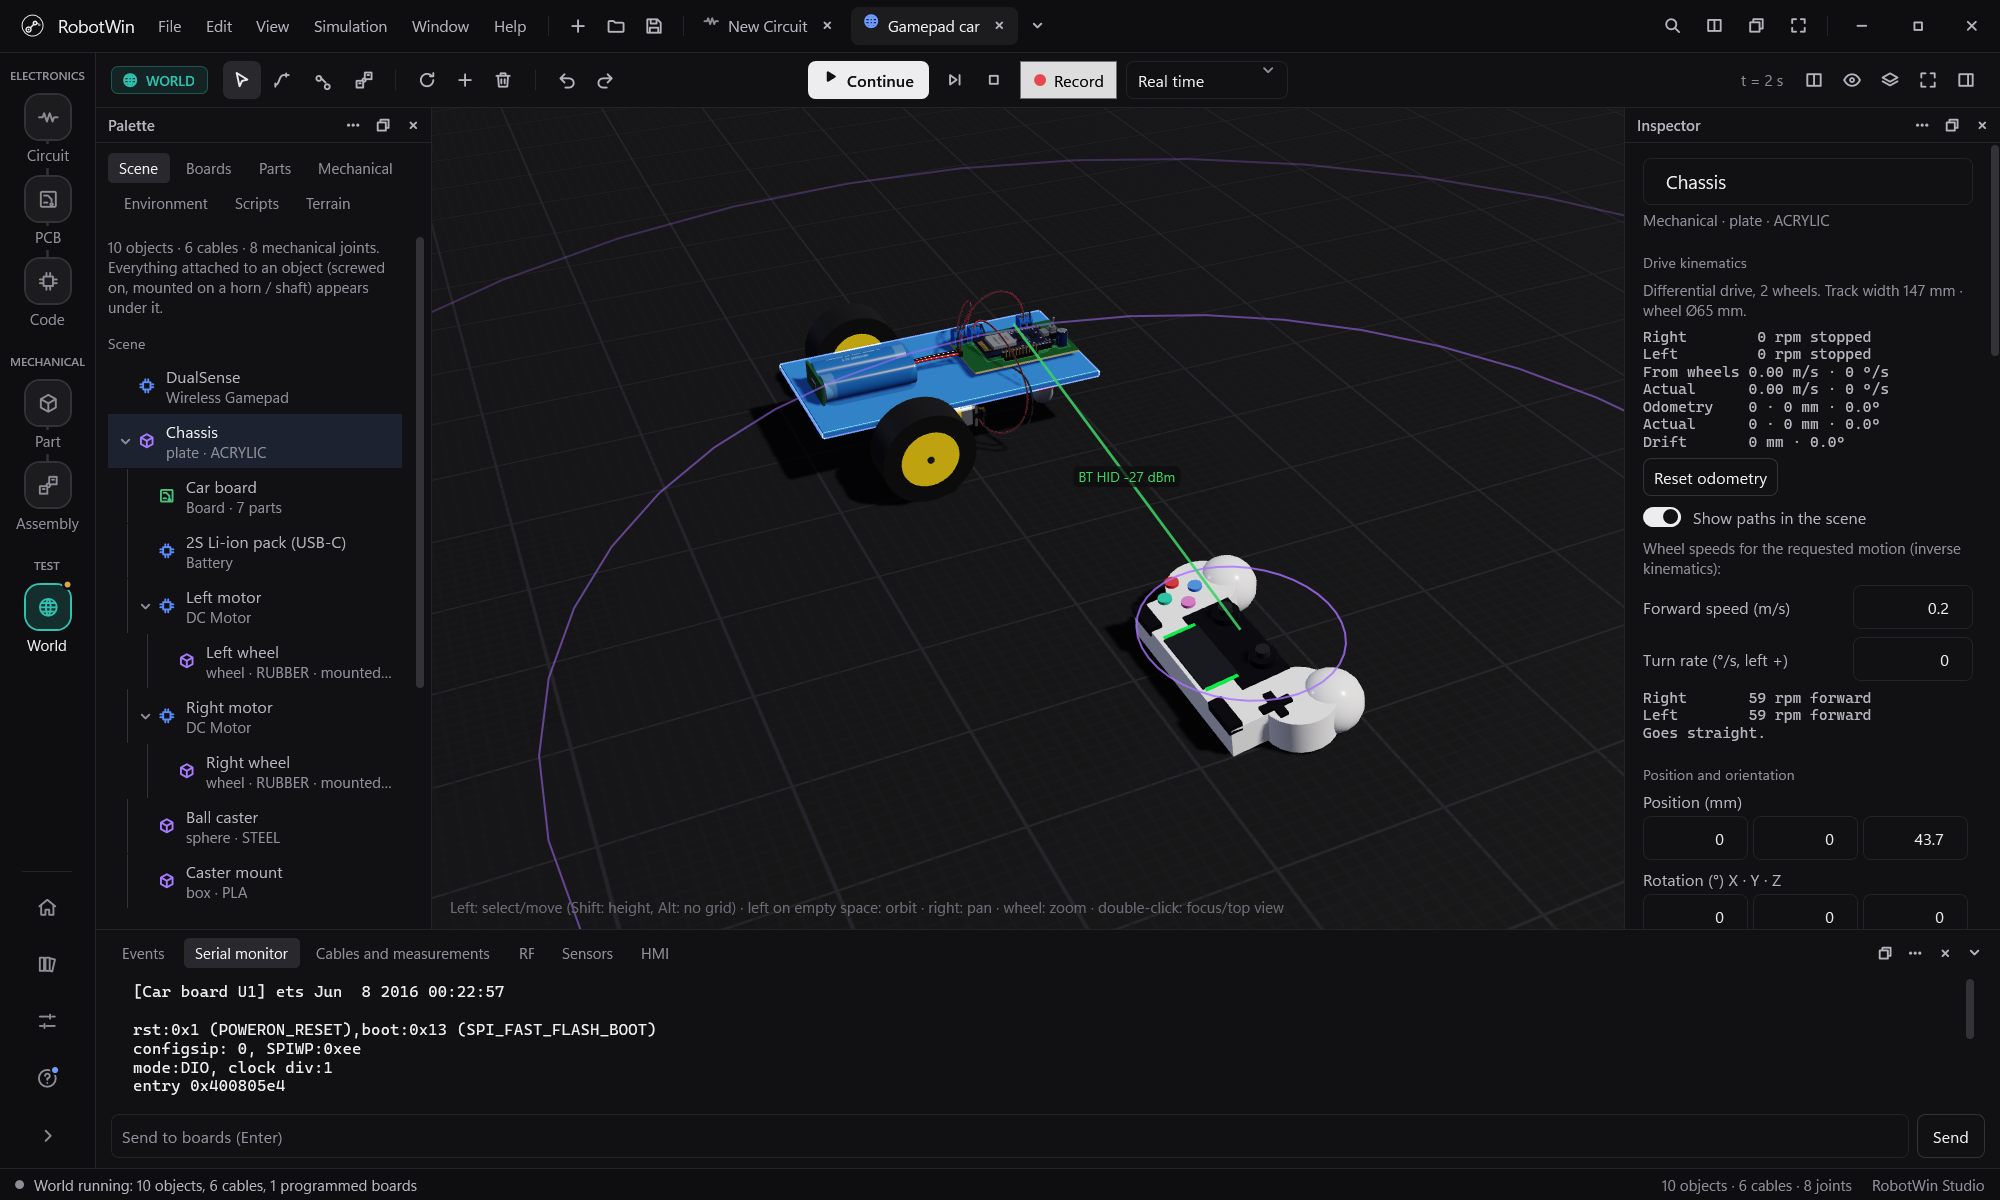 RobotWin File Edit View Simulation Window Help New Circuit Gamepad car
WORLD Continue Record Real time t = 2 s
ELECTRONICS
Circuit
PCB
Code
MECHANICAL
Part
Assembly
TEST
World
Palette
Scene Boards Parts Mechanical
Environment Scripts Terrain
10 objects · 6 cables · 8 mechanical joints.
Everything attached to an object (screwed
on, mounted on a horn / shaft) appears
under it.
Scene
DualSense
Wireless Gamepad
Chassis
plate · ACRYLIC
Car board
Board · 7 parts
2S Li-ion pack (USB-C)
Battery
Left motor
DC Motor
Left wheel
wheel · RUBBER · mounted...
Right motor
DC Motor
Right wheel
wheel · RUBBER · mounted...
Ball caster
sphere · STEEL
Caster mount
box · PLA
BT HID -27 dBm
Left: select/move (Shift: height, Alt: no grid) · left on empty space: orbit · right: pan · wheel: zoom · double-click: focus/top view
Inspector
Chassis
Mechanical · plate · ACRYLIC
Drive kinematics
Differential drive, 2 wheels. Track width 147 mm ·
wheel Ø65 mm.
Right 0 rpm stopped
Left 0 rpm stopped
From wheels 0.00 m/s · 0 °/s
Actual 0.00 m/s · 0 °/s
Odometry 0 · 0 mm · 0.0°
Actual 0 · 0 mm · 0.0°
Drift 0 mm · 0.0°
Reset odometry
Show paths in the scene
Wheel speeds for the requested motion (inverse
kinematics):
Forward speed (m/s) 0.2
Turn rate (°/s, left +) 0
Right 59 rpm forward
Left 59 rpm forward
Goes straight.
Position and orientation
Position (mm)
0 0 43.7
Rotation (°) X · Y · Z
0 0 0
Events Serial monitor Cables and measurements RF Sensors HMI
[Car board U1] ets Jun  8 2016 00:22:57
rst:0x1 (POWERON_RESET),boot:0x13 (SPI_FAST_FLASH_BOOT)
configsip: 0, SPIWP:0xee
mode:DIO, clock div:1
entry 0x400805e4
Send to boards (Enter) Send
World running: 10 objects, 6 cables, 1 programmed boards 10 objects · 6 cables · 8 joints RobotWin Studio